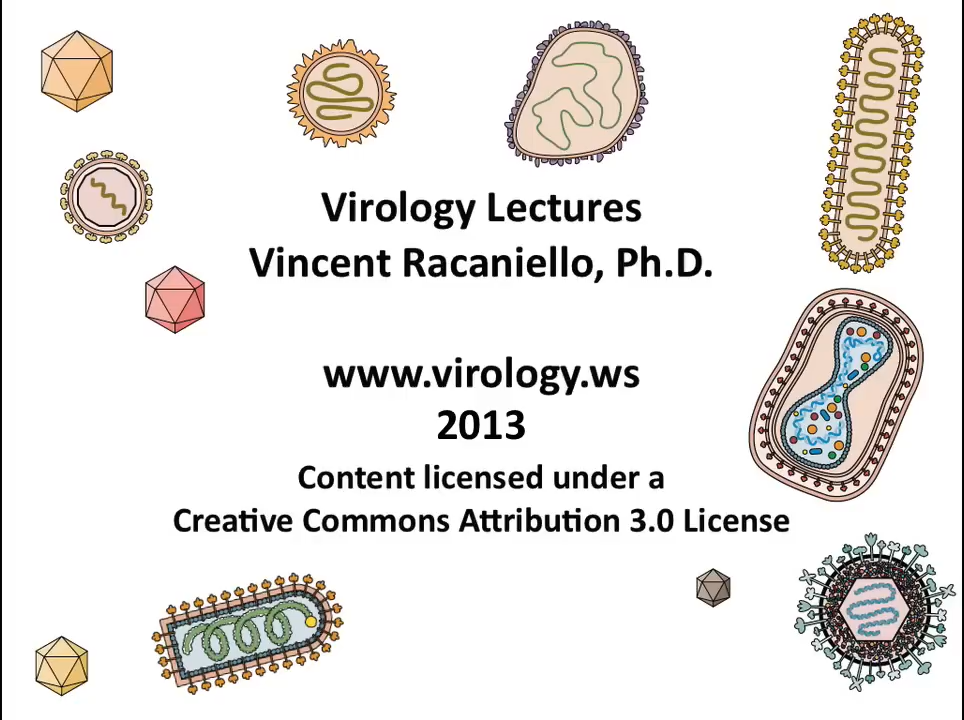 Virology Lectures
Vincent Racaniello, Ph.D.
www.virology.ws
2013
Content licensed under a
Creative Commons Attribution 3.0 License